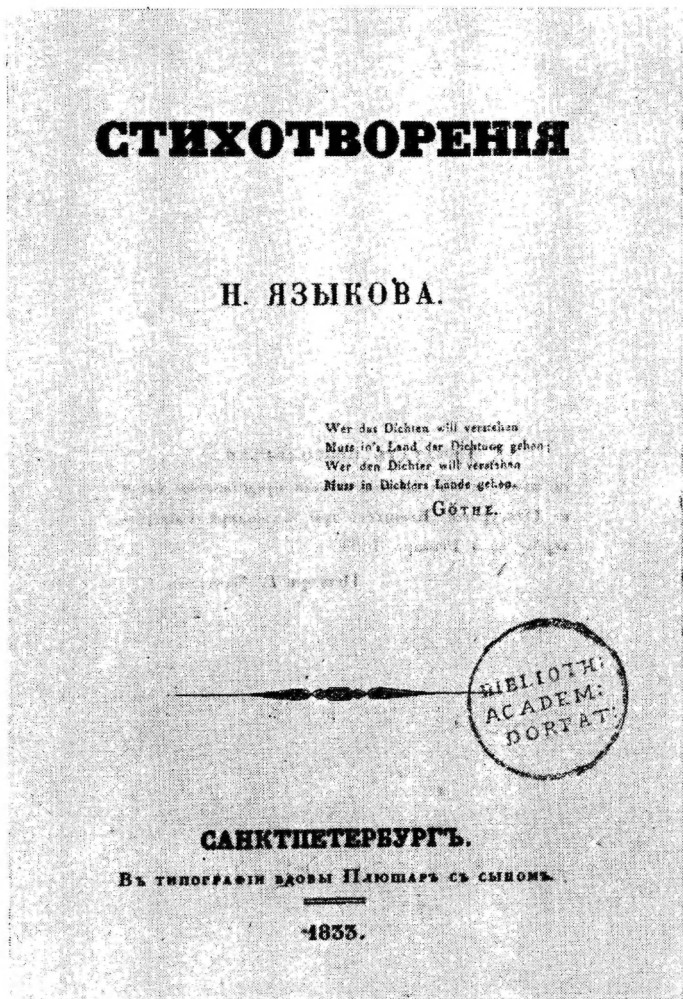 СТИХОТВОРЕНІЯ
Н. ЯЗЫКОВА.
Wer das Dichten will verstehen
Muss in's Land der Dichtung gehen;
Wer den Dichter will verstehen
Muss in Dichters Lande gehen.
GÖTHE.
BIBLIOTH:
ACADEM:
DORPAT:
САНКТПЕТЕРБУРГЪ.
Въ типографіи вдовы Плюшаръ съ сыномъ.
1833.